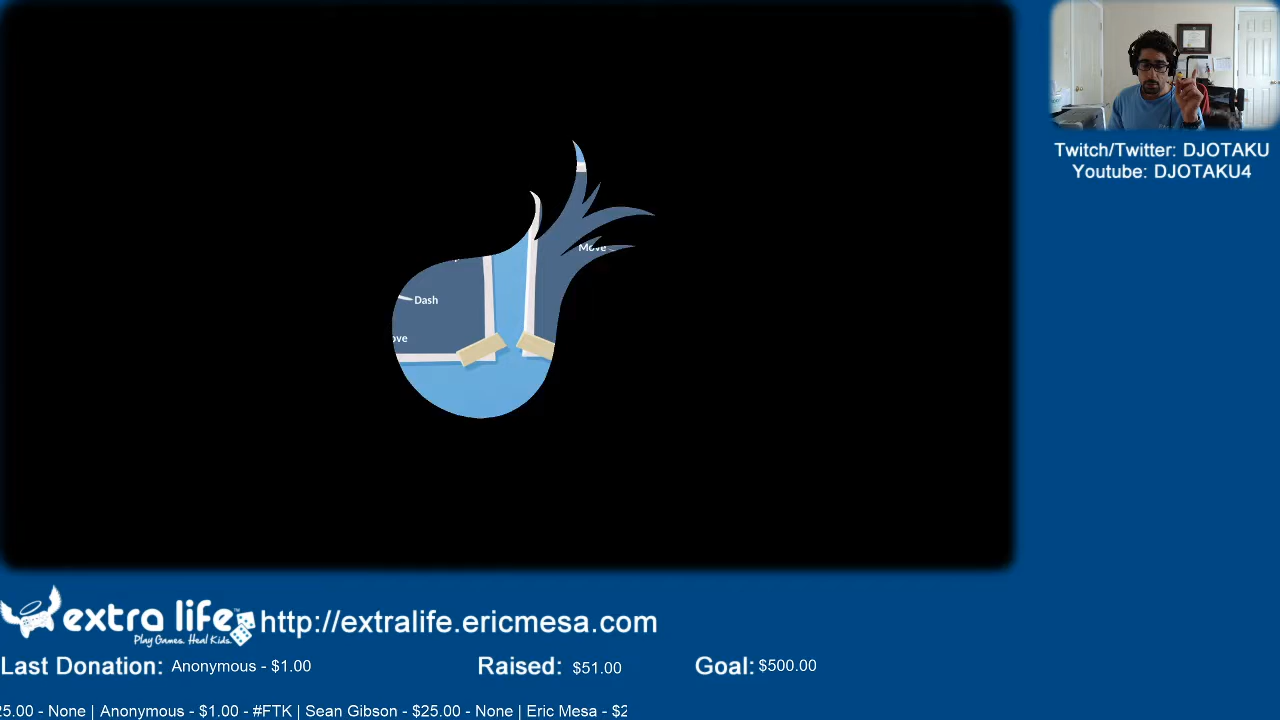 Twitch/Twitter: DJOTAKU
Youtube: DJOTAKU4
Move
Dash
ove
extra life™
Play Games. Heal Kids.
http://extralife.ericmesa.com
Last Donation: Anonymous - $1.00 Raised: $51.00 Goal: $500.00
25.00 - None | Anonymous - $1.00 - #FTK | Sean Gibson - $25.00 - None | Eric Mesa - $2